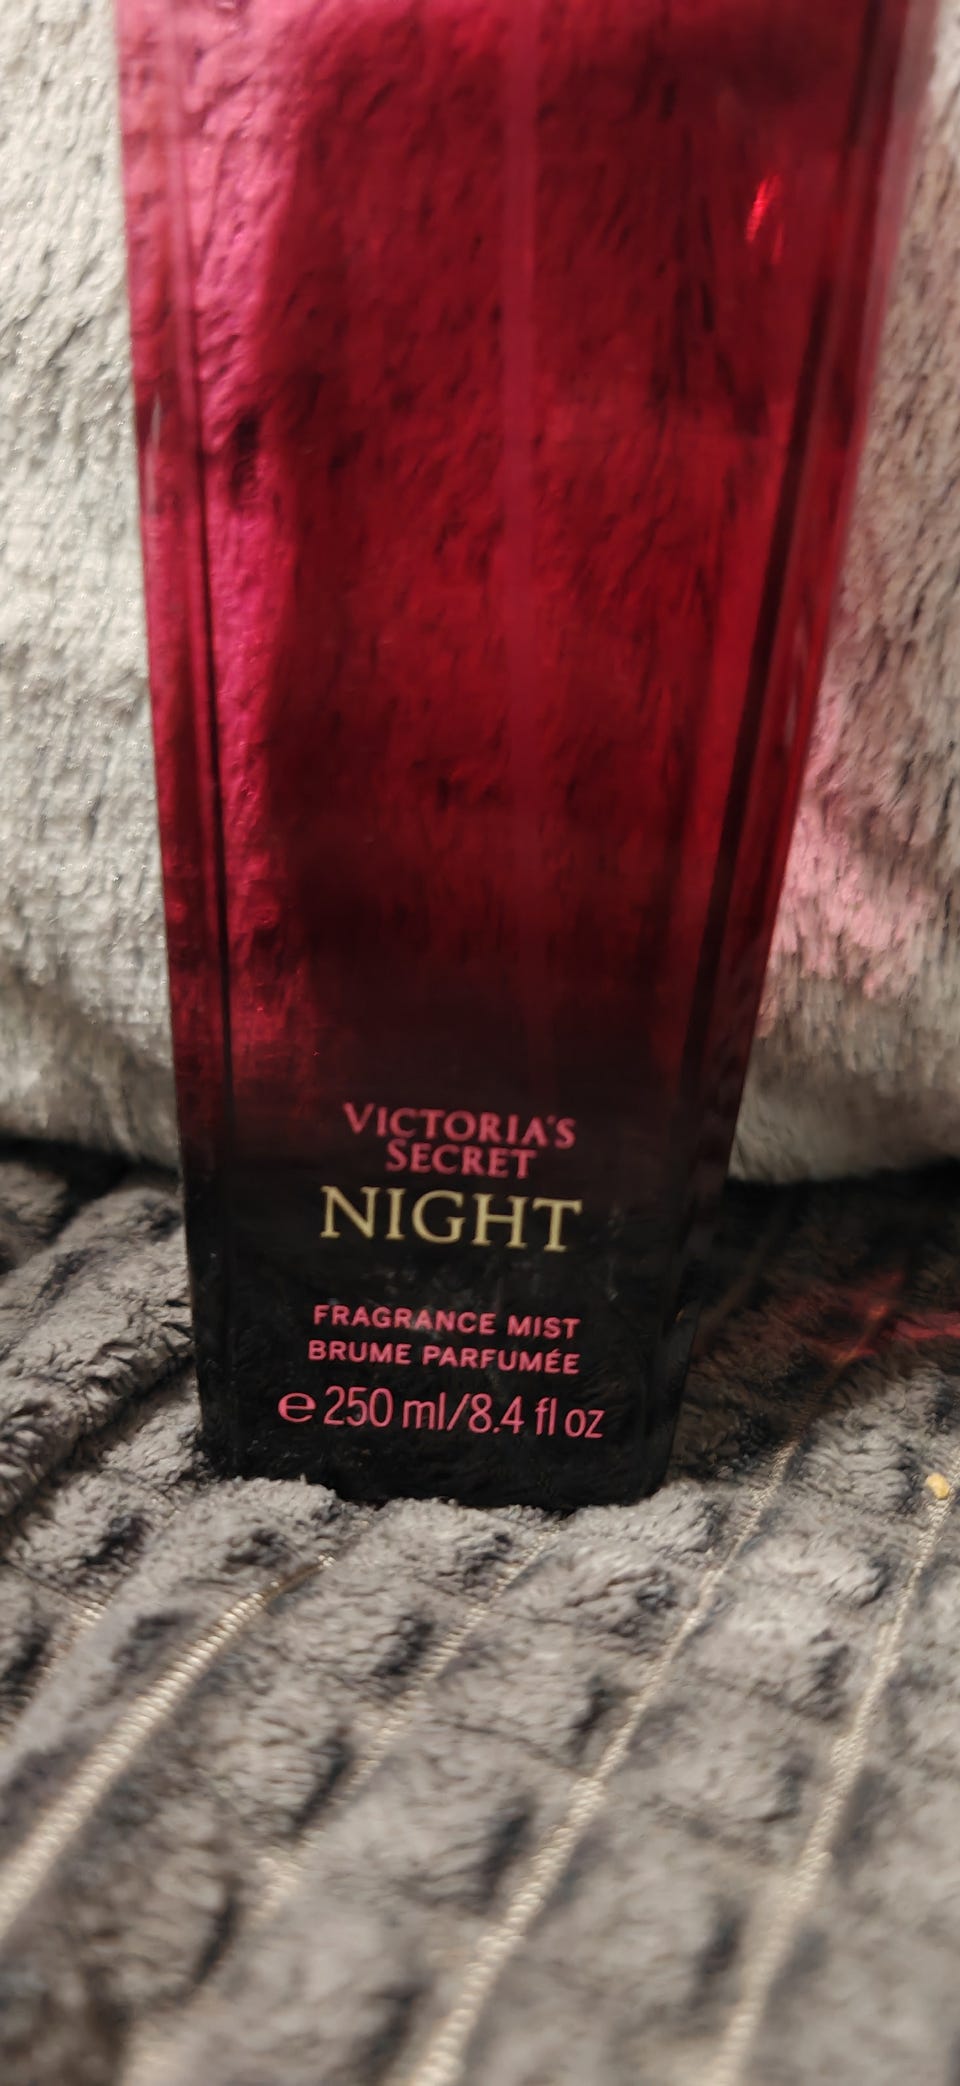 VICTORIA'S
SECRET
NIGHT
FRAGRANCE MIST
BRUME PARFUMÉE
℮ 250 ml/8.4 fl oz